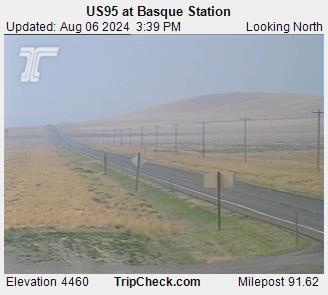 US95 at Basque Station
Updated: Aug 06 2024 3:39 PM Looking North
Elevation 4460 TripCheck.com Milepost 91.62